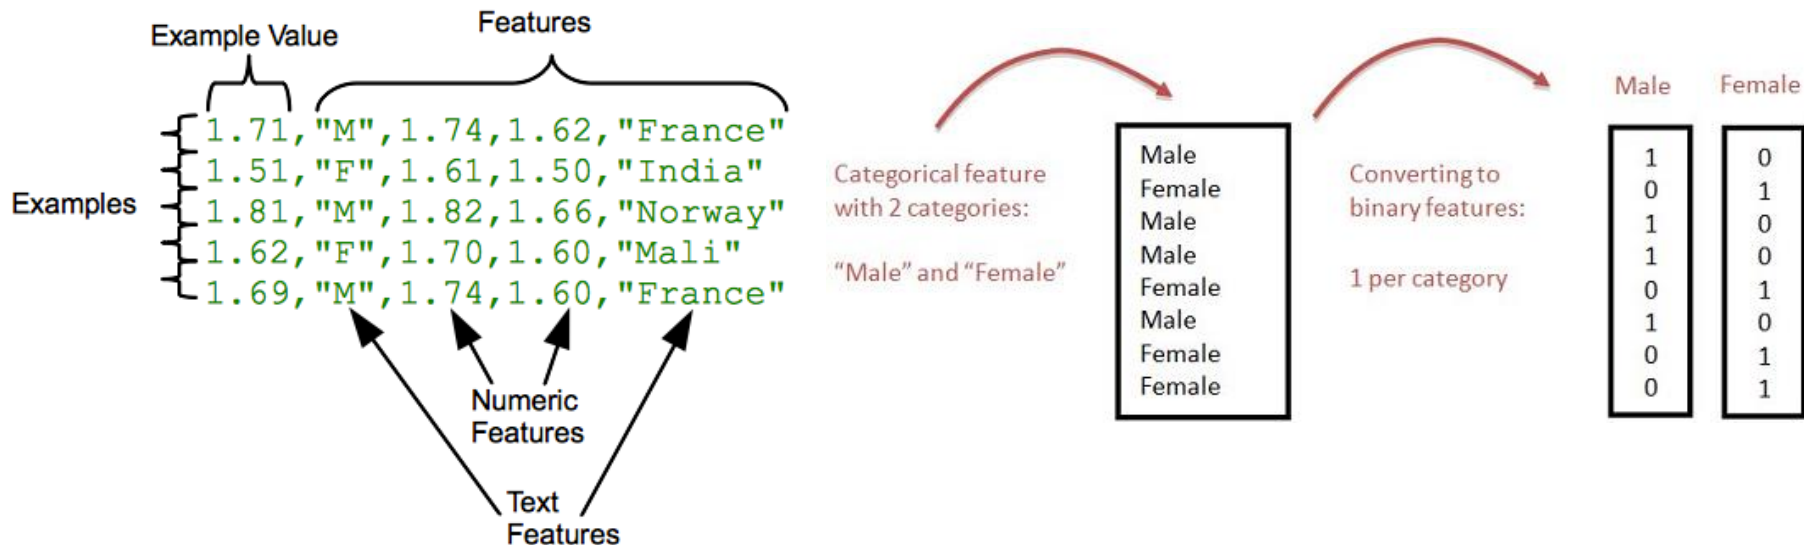 Example Value
Features
Examples
1.71,"M",1.74,1.62,"France"
1.51,"F",1.61,1.50,"India"
1.81,"M",1.82,1.66,"Norway"
1.62,"F",1.70,1.60,"Mali"
1.69,"M",1.74,1.60,"France"
Numeric
Features
Text
Features
Categorical feature
with 2 categories:
“Male” and “Female”
Male
Female
Male
Male
Female
Male
Female
Female
Converting to
binary features:
1 per category
Male Female
1 0
0 1
1 0
1 0
0 1
1 0
0 1
0 1